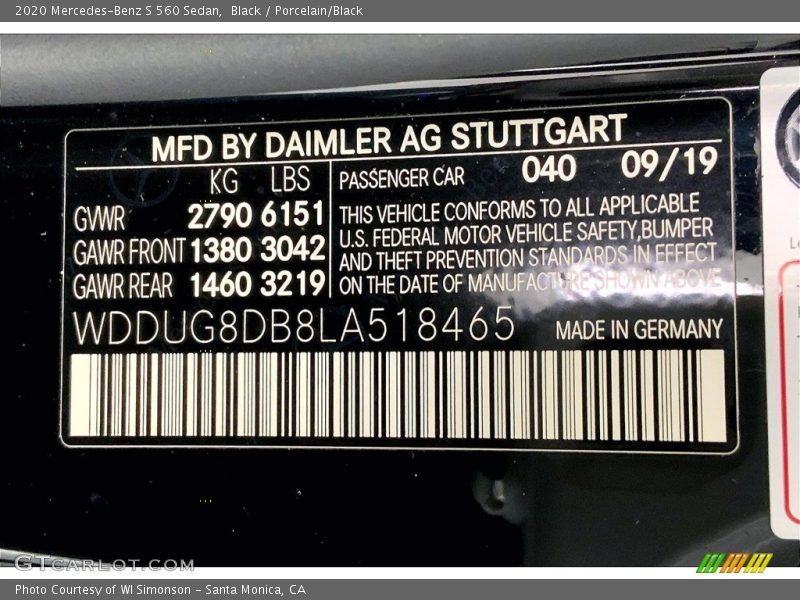 2020 Mercedes-Benz S 560 Sedan, Black / Porcelain/Black
MFD BY DAIMLER AG STUTTGART
KG LBS
GVWR 2790 6151
GAWR FRONT 1380 3042
GAWR REAR 1460 3219
PASSENGER CAR 040 09/19
THIS VEHICLE CONFORMS TO ALL APPLICABLE
U.S. FEDERAL MOTOR VEHICLE SAFETY, BUMPER
AND THEFT PREVENTION STANDARDS IN EFFECT
ON THE DATE OF MANUFACTURE SHOWN ABOVE
WDDUG8DB8LA518465 MADE IN GERMANY
GTCARLOT.COM
Photo Courtesy of WI Simonson - Santa Monica, CA